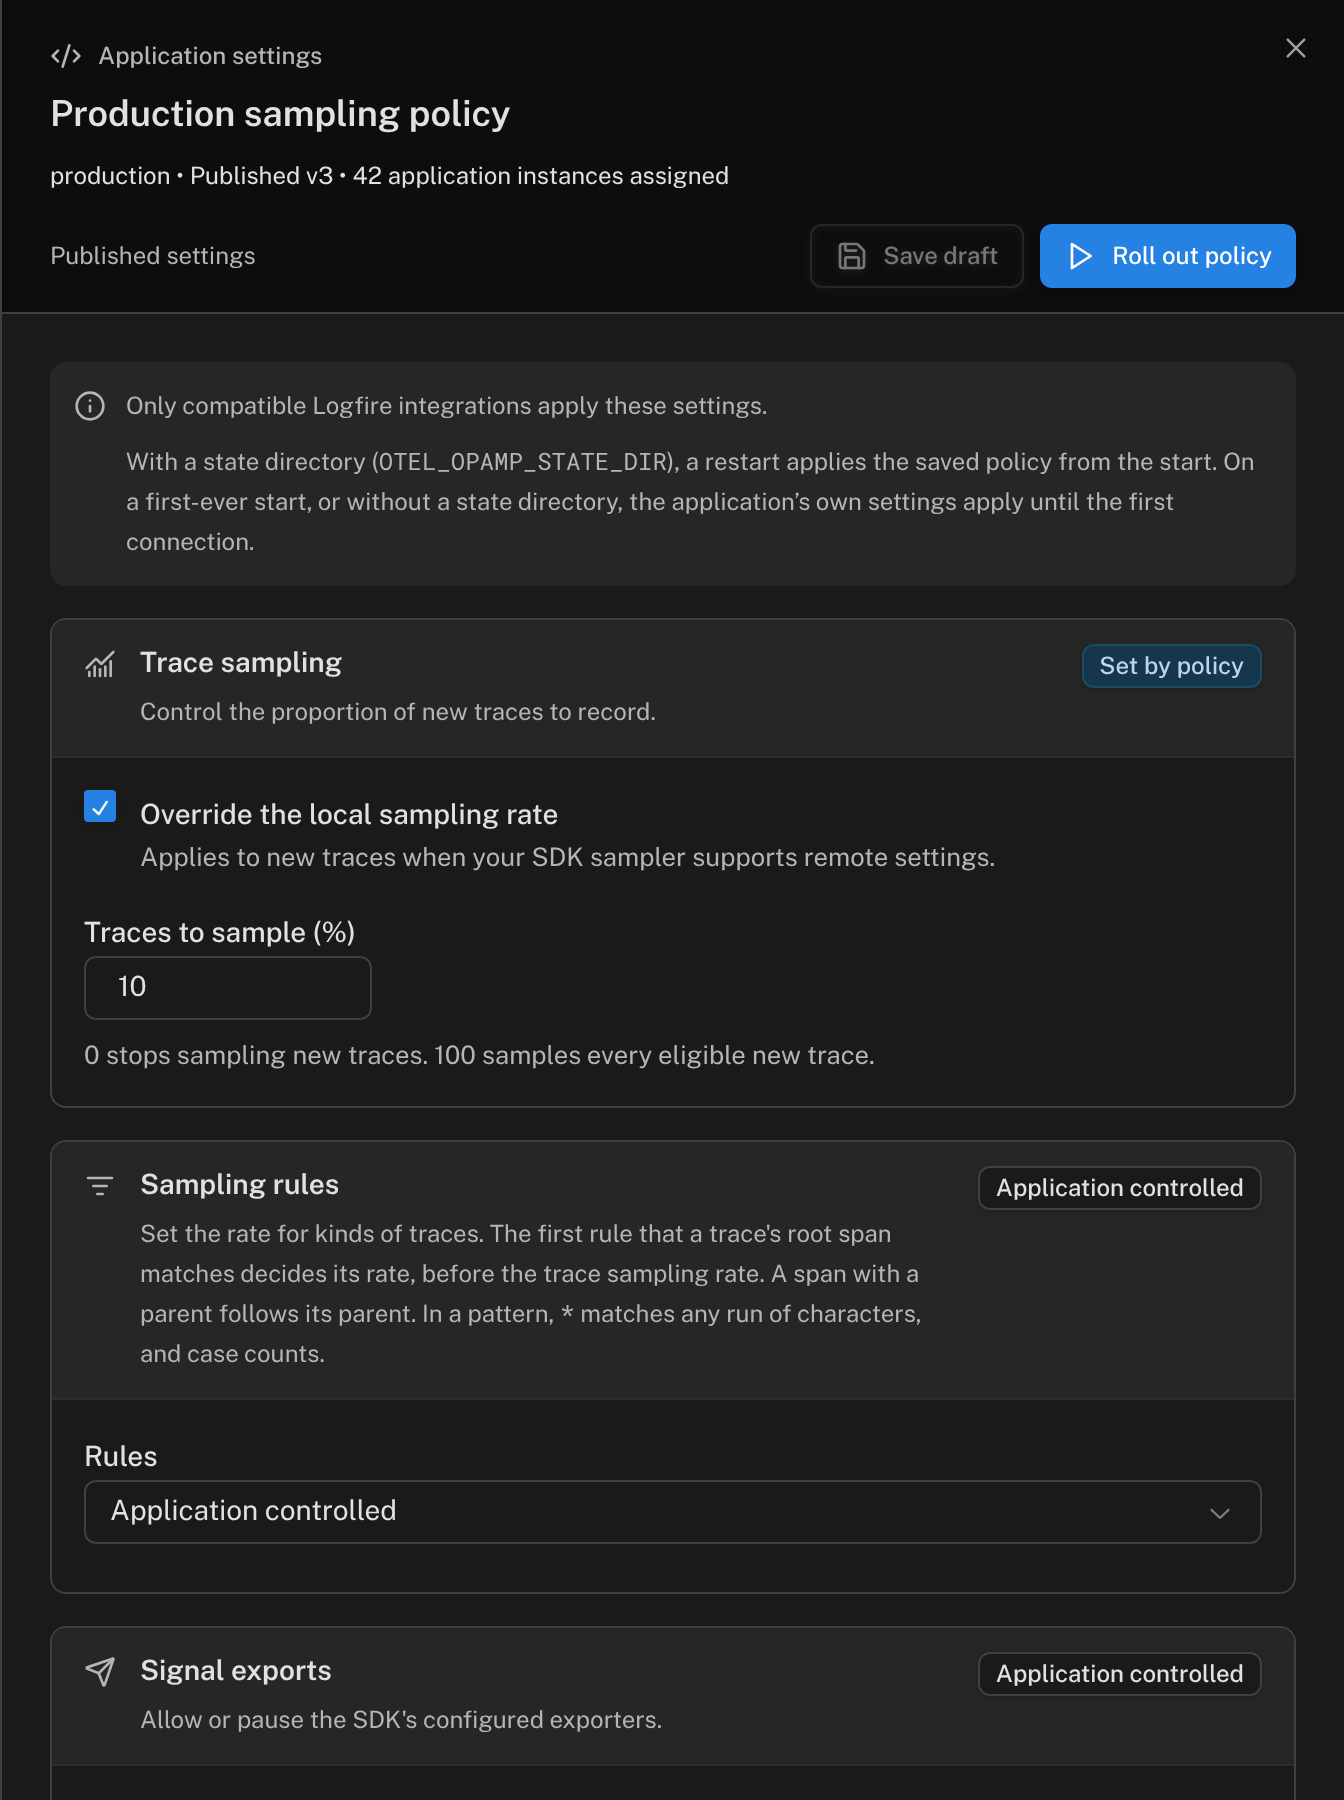 Application settings
Production sampling policy
production • Published v3 • 42 application instances assigned
Published settings
Save draft
Roll out policy
Only compatible Logfire integrations apply these settings.
With a state directory (OTEL_OPAMP_STATE_DIR), a restart applies the saved policy from the start. On
a first-ever start, or without a state directory, the application’s own settings apply until the first
connection.
Trace sampling
Set by policy
Control the proportion of new traces to record.
Override the local sampling rate
Applies to new traces when your SDK sampler supports remote settings.
Traces to sample (%)
10
0 stops sampling new traces. 100 samples every eligible new trace.
Sampling rules
Application controlled
Set the rate for kinds of traces. The first rule that a trace's root span
matches decides its rate, before the trace sampling rate. A span with a
parent follows its parent. In a pattern, * matches any run of characters,
and case counts.
Rules
Application controlled
Signal exports
Application controlled
Allow or pause the SDK's configured exporters.